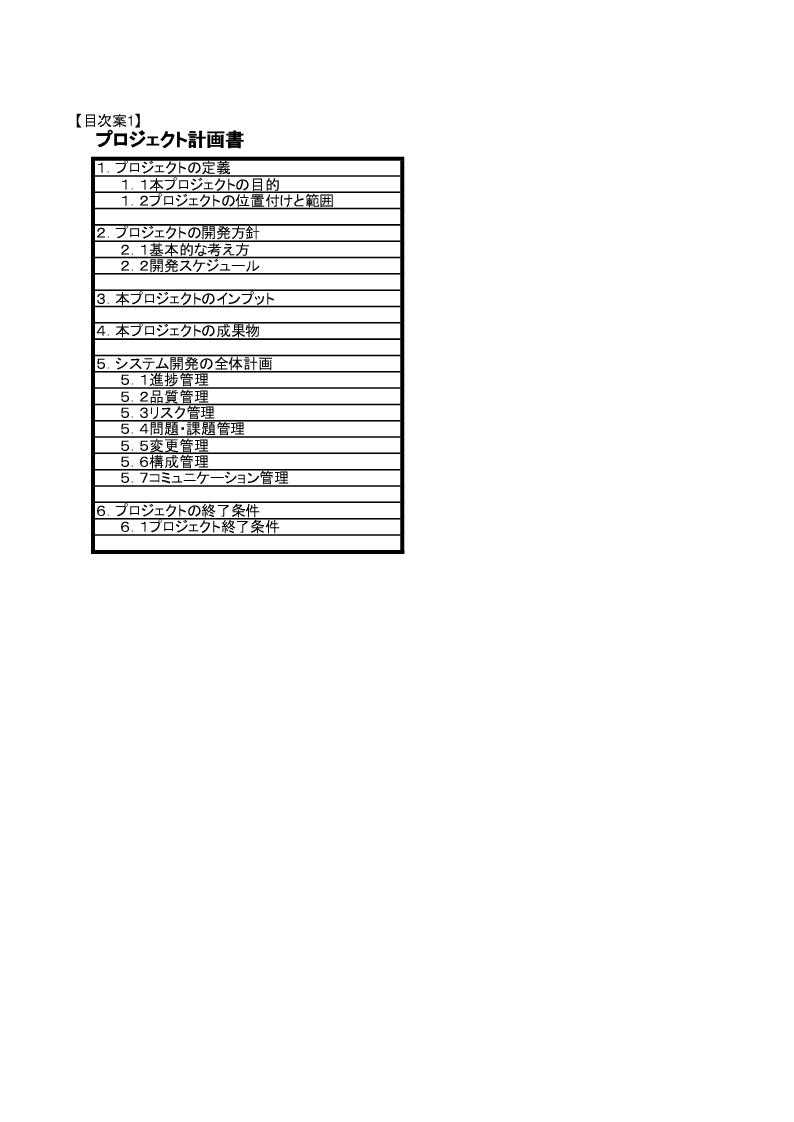 【目次案1】
プロジェクト計画書
1．プロジェクトの定義
1．1本プロジェクトの目的
1．2プロジェクトの位置付けと範囲
2．プロジェクトの開発方針
2．1基本的な考え方
2．2開発スケジュール
3．本プロジェクトのインプット
4．本プロジェクトの成果物
5．システム開発の全体計画
5．1進捗管理
5．2品質管理
5．3リスク管理
5．4問題・課題管理
5．5変更管理
5．6構成管理
5．7コミュニケーション管理
6．プロジェクトの終了条件
6．1プロジェクト終了条件